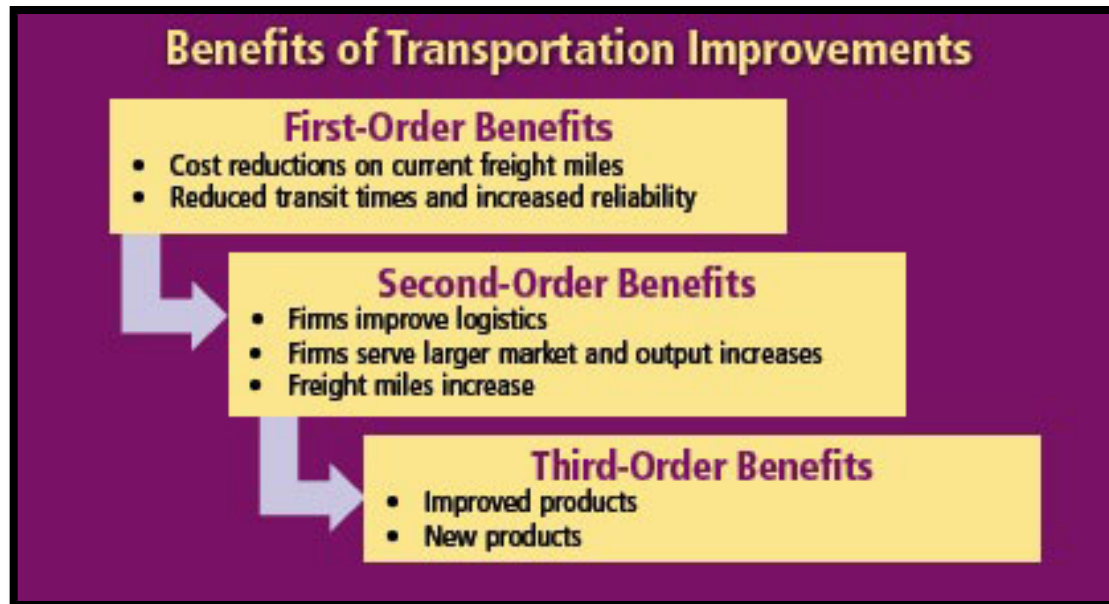 Benefits of Transportation Improvements
First-Order Benefits
• Cost reductions on current freight miles
• Reduced transit times and increased reliability
Second-Order Benefits
• Firms improve logistics
• Firms serve larger market and output increases
• Freight miles increase
Third-Order Benefits
• Improved products
• New products